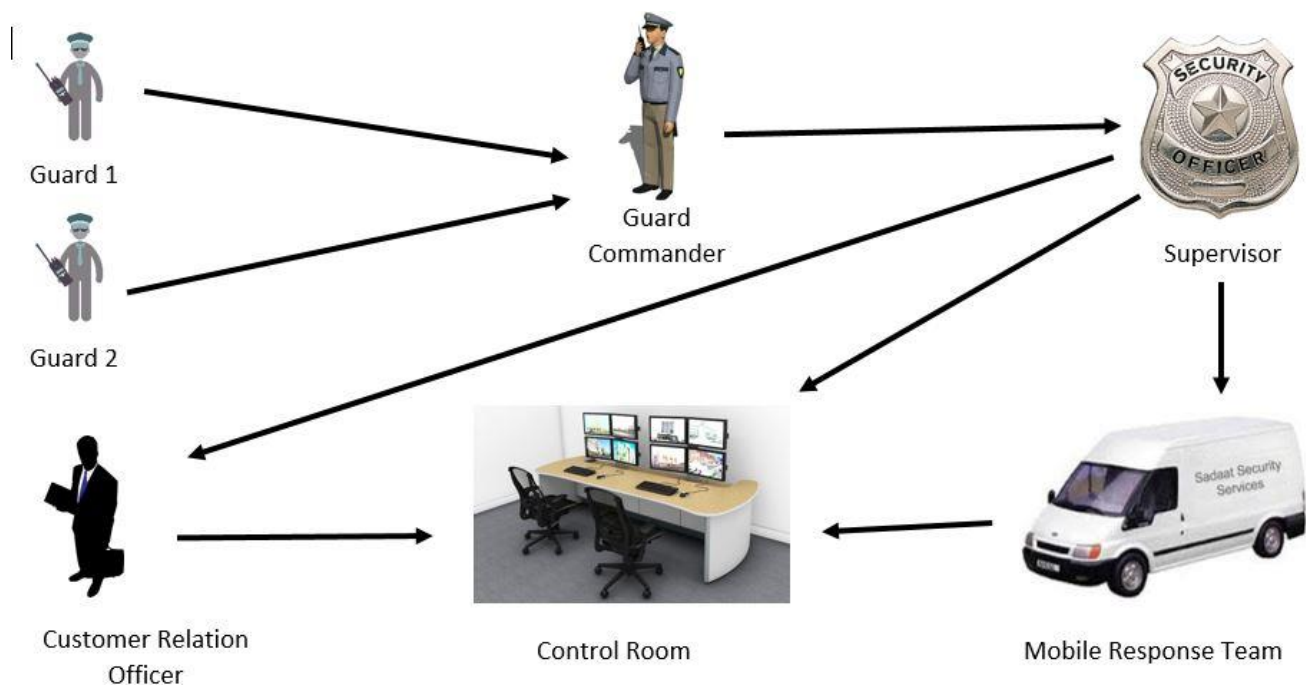 Guard 1
Guard
Commander
SECURITY
OFFICER
Supervisor
Guard 2
Sadaat Security
Services
Customer Relation
Officer
Control Room
Mobile Response Team